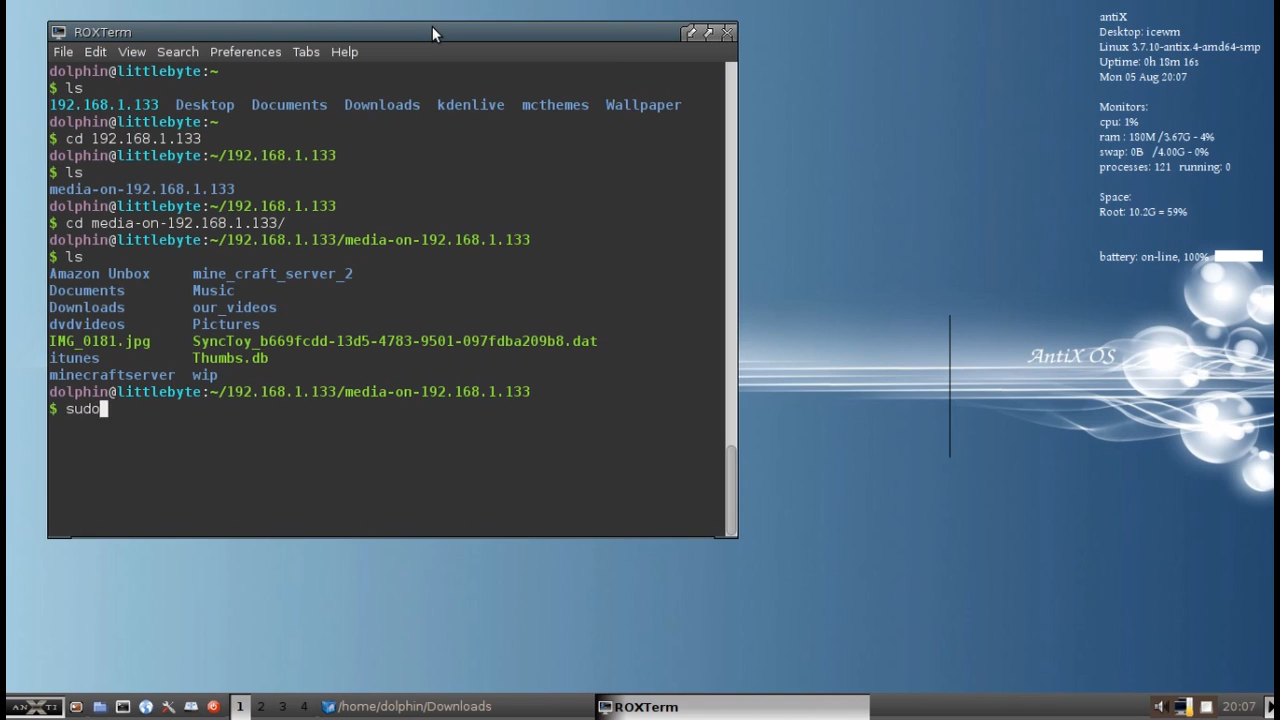 ROXTerm
File Edit View Search Preferences Tabs Help
dolphin@littlebyte:~
$ ls
192.168.1.133 Desktop Documents Downloads kdenlive mcthemes Wallpaper
dolphin@littlebyte:~
$ cd 192.168.1.133
dolphin@littlebyte:~/192.168.1.133
$ ls
media-on-192.168.1.133
dolphin@littlebyte:~/192.168.1.133
$ cd media-on-192.168.1.133/
dolphin@littlebyte:~/192.168.1.133/media-on-192.168.1.133
$ ls
Amazon Unbox mine_craft_server_2
Documents Music
Downloads our_videos
dvdvideos Pictures
IMG_0181.jpg SyncToy_b669fcdd-13d5-4783-9501-097fdba209b8.dat
itunes Thumbs.db
minecraftserver wip
dolphin@littlebyte:~/192.168.1.133/media-on-192.168.1.133
$ sudo
antiX
Desktop: icewm
Linux 3.7.10-antix.4-amd64-smp
Uptime: 0h 18m 16s
Mon 05 Aug 20:07
Monitors:
cpu: 1%
ram : 180M /3.67G - 4%
swap: 0B /4.00G - 0%
processes: 121 running: 0
Space:
Root: 10.2G = 59%
battery: on-line, 100%
AntiX OS
ANTI 1 2 3 4 /home/dolphin/Downloads ROXTerm 20:07